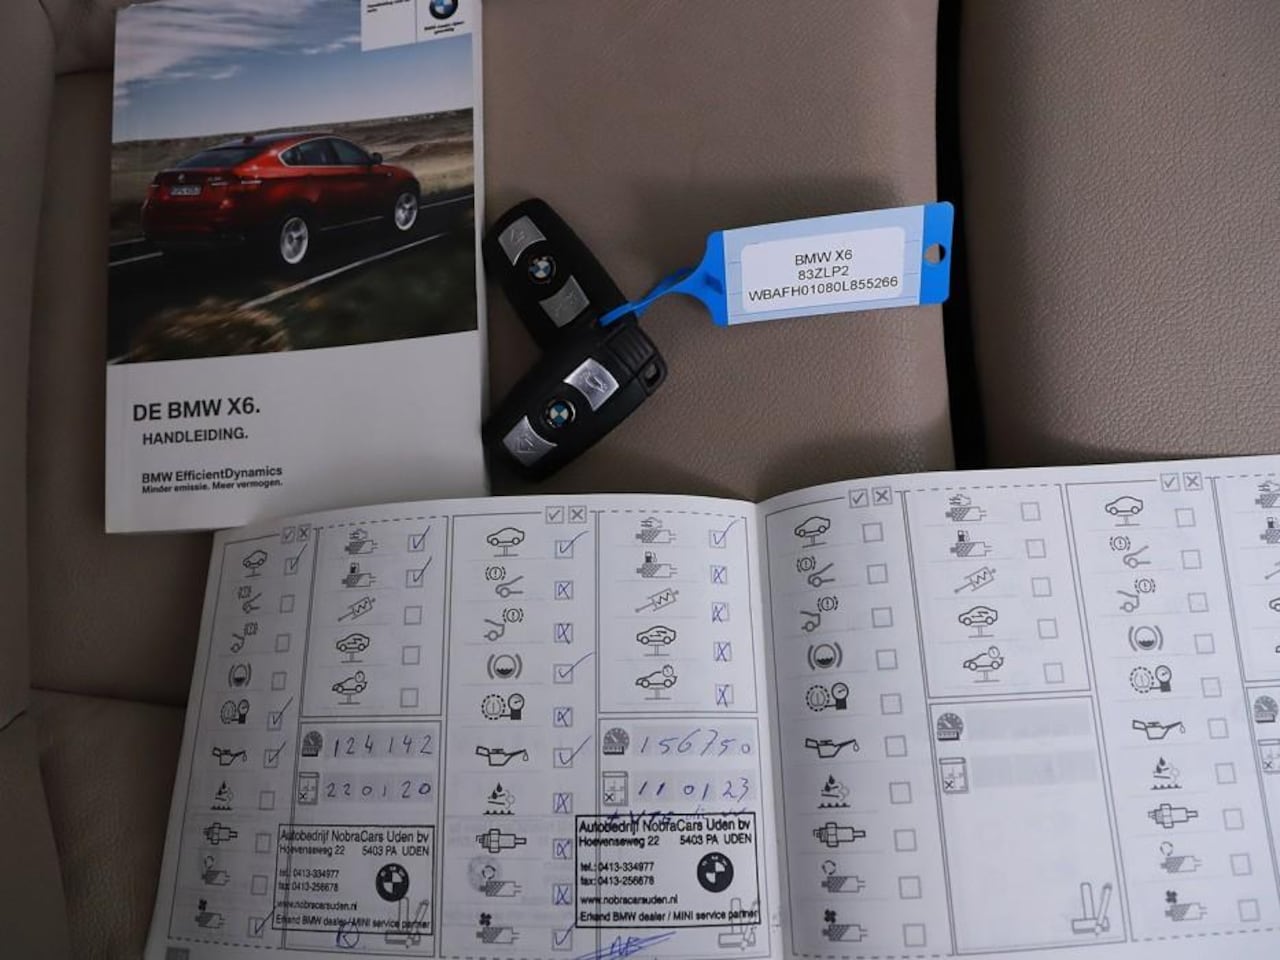 DE BMW X6.
HANDLEIDING.
BMW EfficientDynamics
Minder emissie. Meer vermogen.
BMW X6
83ZLP2
WBAFH01080L855266
124142
220120
Autobedrijf NobraCars Uden bv
Hoevenseweg 22 5403 PA UDEN
tel.: 0413-334977
fax: 0413-256678
www.nobracarsuden.nl
Erkend BMW dealer / MINI service partner
156750
110123
Autobedrijf NobraCars Uden bv
Hoevenseweg 22 5403 PA UDEN
tel.: 0413-334977
fax: 0413-256678
www.nobracarsuden.nl
Erkend BMW dealer / MINI service partner